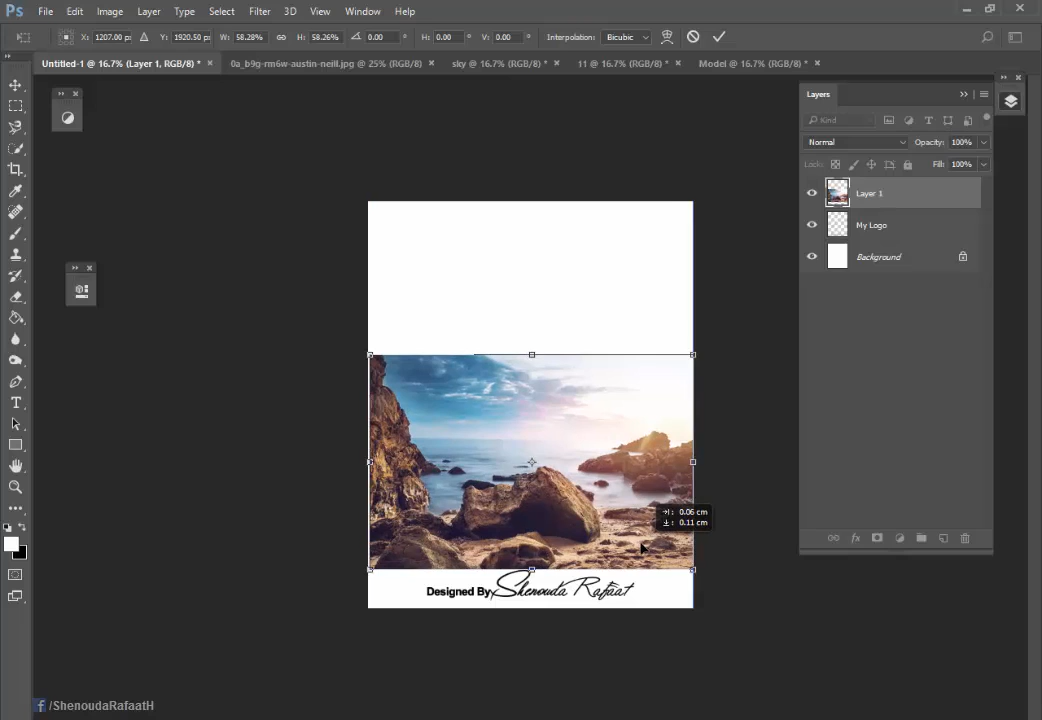 Ps File Edit Image Layer Type Select Filter 3D View Window Help
X: 1207.00 px Y: 1920.50 px W: 58.28% H: 58.26% 0.00 ° H: 0.00 ° V: 0.00 ° Interpolation: Bicubic
Untitled-1 @ 16.7% (Layer 1, RGB/8) * 0a_b9g-rm6w-austin-neill.jpg @ 25% (RGB/8) sky @ 16.7% (RGB/8) * 11 @ 16.7% (RGB/8) * Model @ 16.7% (RGB/8) *
Layers
Kind
Normal Opacity: 100%
Lock: Fill: 100%
Layer 1
My Logo
Background
0.06 cm
0.11 cm
Designed By Shenouda Rafaat
fx
f /ShenoudaRafaatH